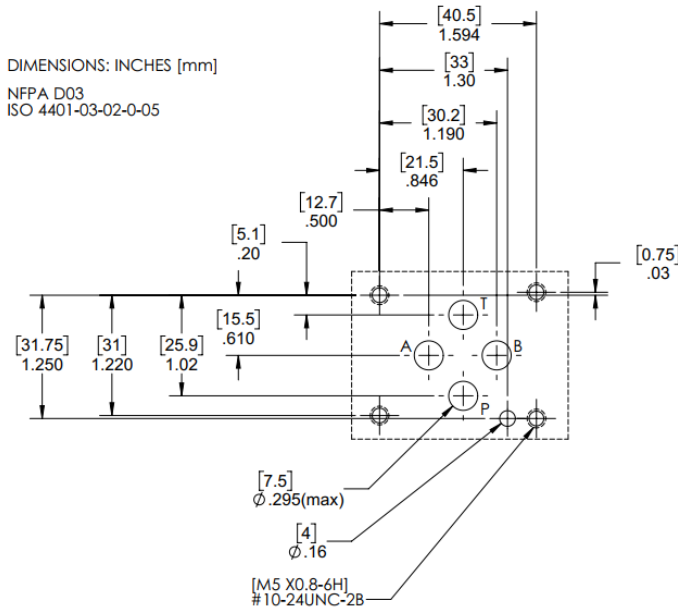 [40.5]
1.594
DIMENSIONS: INCHES [mm]
[33]
1.30
NFPA D03
ISO 4401-03-02-0-05
[30.2]
1.190
[21.5]
.846
[12.7]
.500
[5.1]
.20
[0.75]
.03
[15.5]
.610
[31.75]
1.250
[31]
1.220
[25.9]
1.02
T
A
B
P
[7.5]
Ø.295(max)
[4]
Ø.16
[M5 X0.8-6H]
#10-24UNC-2B